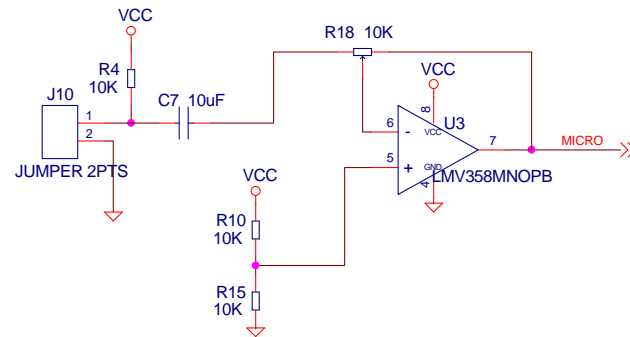 VCC
R18 10K
R4
10K
VCC
J10
C7 10uF
1
2
8
U3
6
-
VCC
7
MICRO
5
+
GND
4
LMV358MNOPB
JUMPER 2PTS
VCC
R10
10K
R15
10K